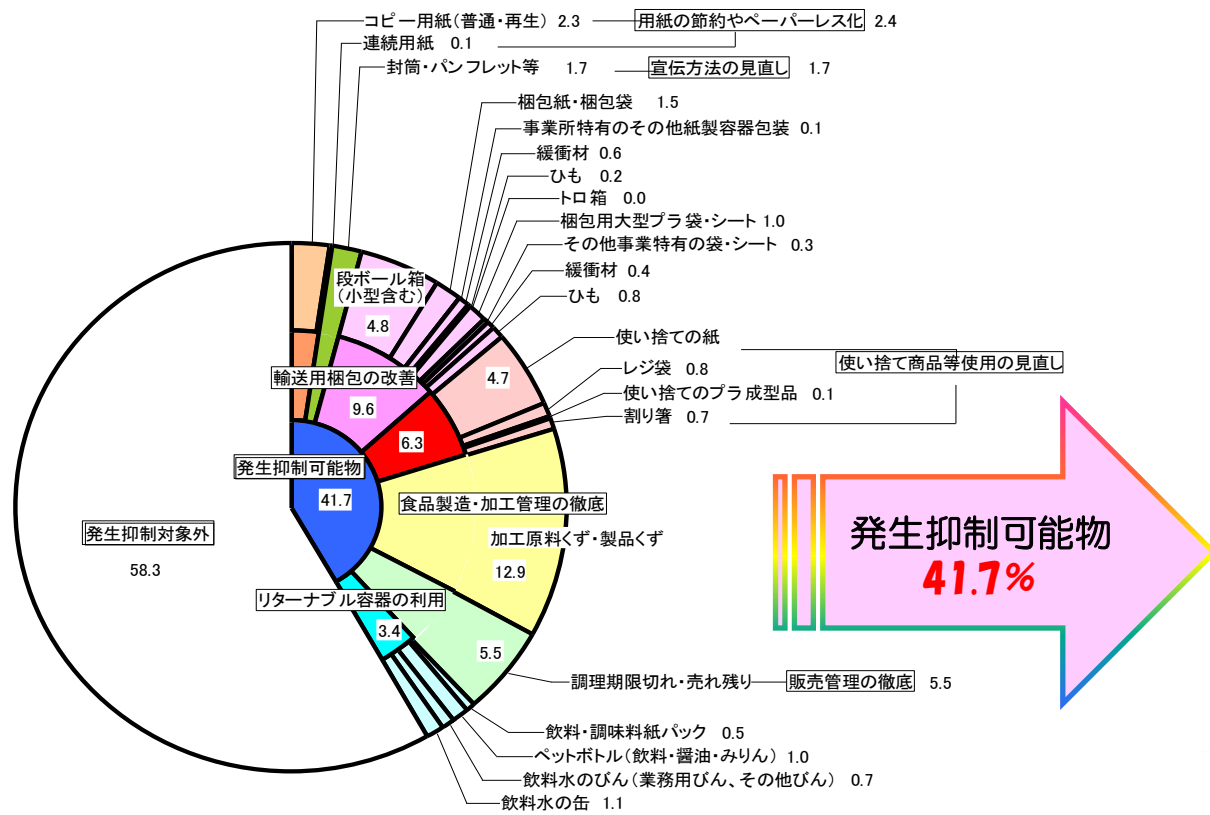 コピー用紙(普通・再生) 2.3 用紙の節約やペーパーレス化 2.4
連続用紙 0.1
封筒・パンフレット等 1.7 宣伝方法の見直し 1.7
梱包紙・梱包袋 1.5
事業所特有のその他紙製容器包装 0.1
緩衝材 0.6
ひも 0.2
トロ箱 0.0
梱包用大型プラ袋・シート 1.0
その他事業特有の袋・シート 0.3
緩衝材 0.4
ひも 0.8
段ボール箱
(小型含む)
4.8
使い捨ての紙
4.7
レジ袋 0.8
使い捨てのプラ成型品 0.1
割り箸 0.7
使い捨て商品等使用の見直し
輸送用梱包の改善
9.6
6.3
発生抑制可能物
41.7
食品製造・加工管理の徹底
加工原料くず・製品くず
12.9
発生抑制対象外
58.3
リターナブル容器の利用
3.4
5.5
調理期限切れ・売れ残り 販売管理の徹底 5.5
飲料・調味料紙パック 0.5
ペットボトル(飲料・醤油・みりん) 1.0
飲料水のびん(業務用びん、その他びん) 0.7
飲料水の缶 1.1
発生抑制可能物
41.7%